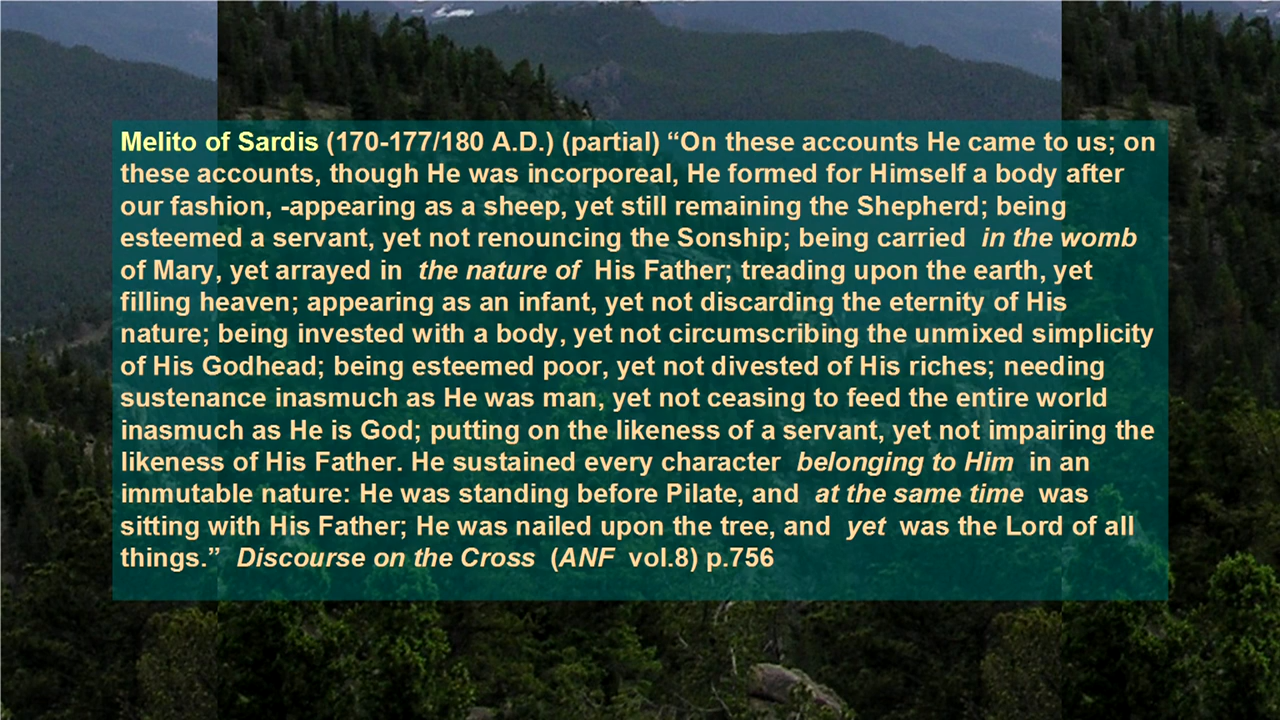 Melito of Sardis (170-177/180 A.D.) (partial) “On these accounts He came to us; on
these accounts, though He was incorporeal, He formed for Himself a body after
our fashion, -appearing as a sheep, yet still remaining the Shepherd; being
esteemed a servant, yet not renouncing the Sonship; being carried in the womb
of Mary, yet arrayed in the nature of His Father; treading upon the earth, yet
filling heaven; appearing as an infant, yet not discarding the eternity of His
nature; being invested with a body, yet not circumscribing the unmixed simplicity
of His Godhead; being esteemed poor, yet not divested of His riches; needing
sustenance inasmuch as He was man, yet not ceasing to feed the entire world
inasmuch as He is God; putting on the likeness of a servant, yet not impairing the
likeness of His Father. He sustained every character belonging to Him in an
immutable nature: He was standing before Pilate, and at the same time was
sitting with His Father; He was nailed upon the tree, and yet was the Lord of all
things.” Discourse on the Cross (ANF vol.8) p.756